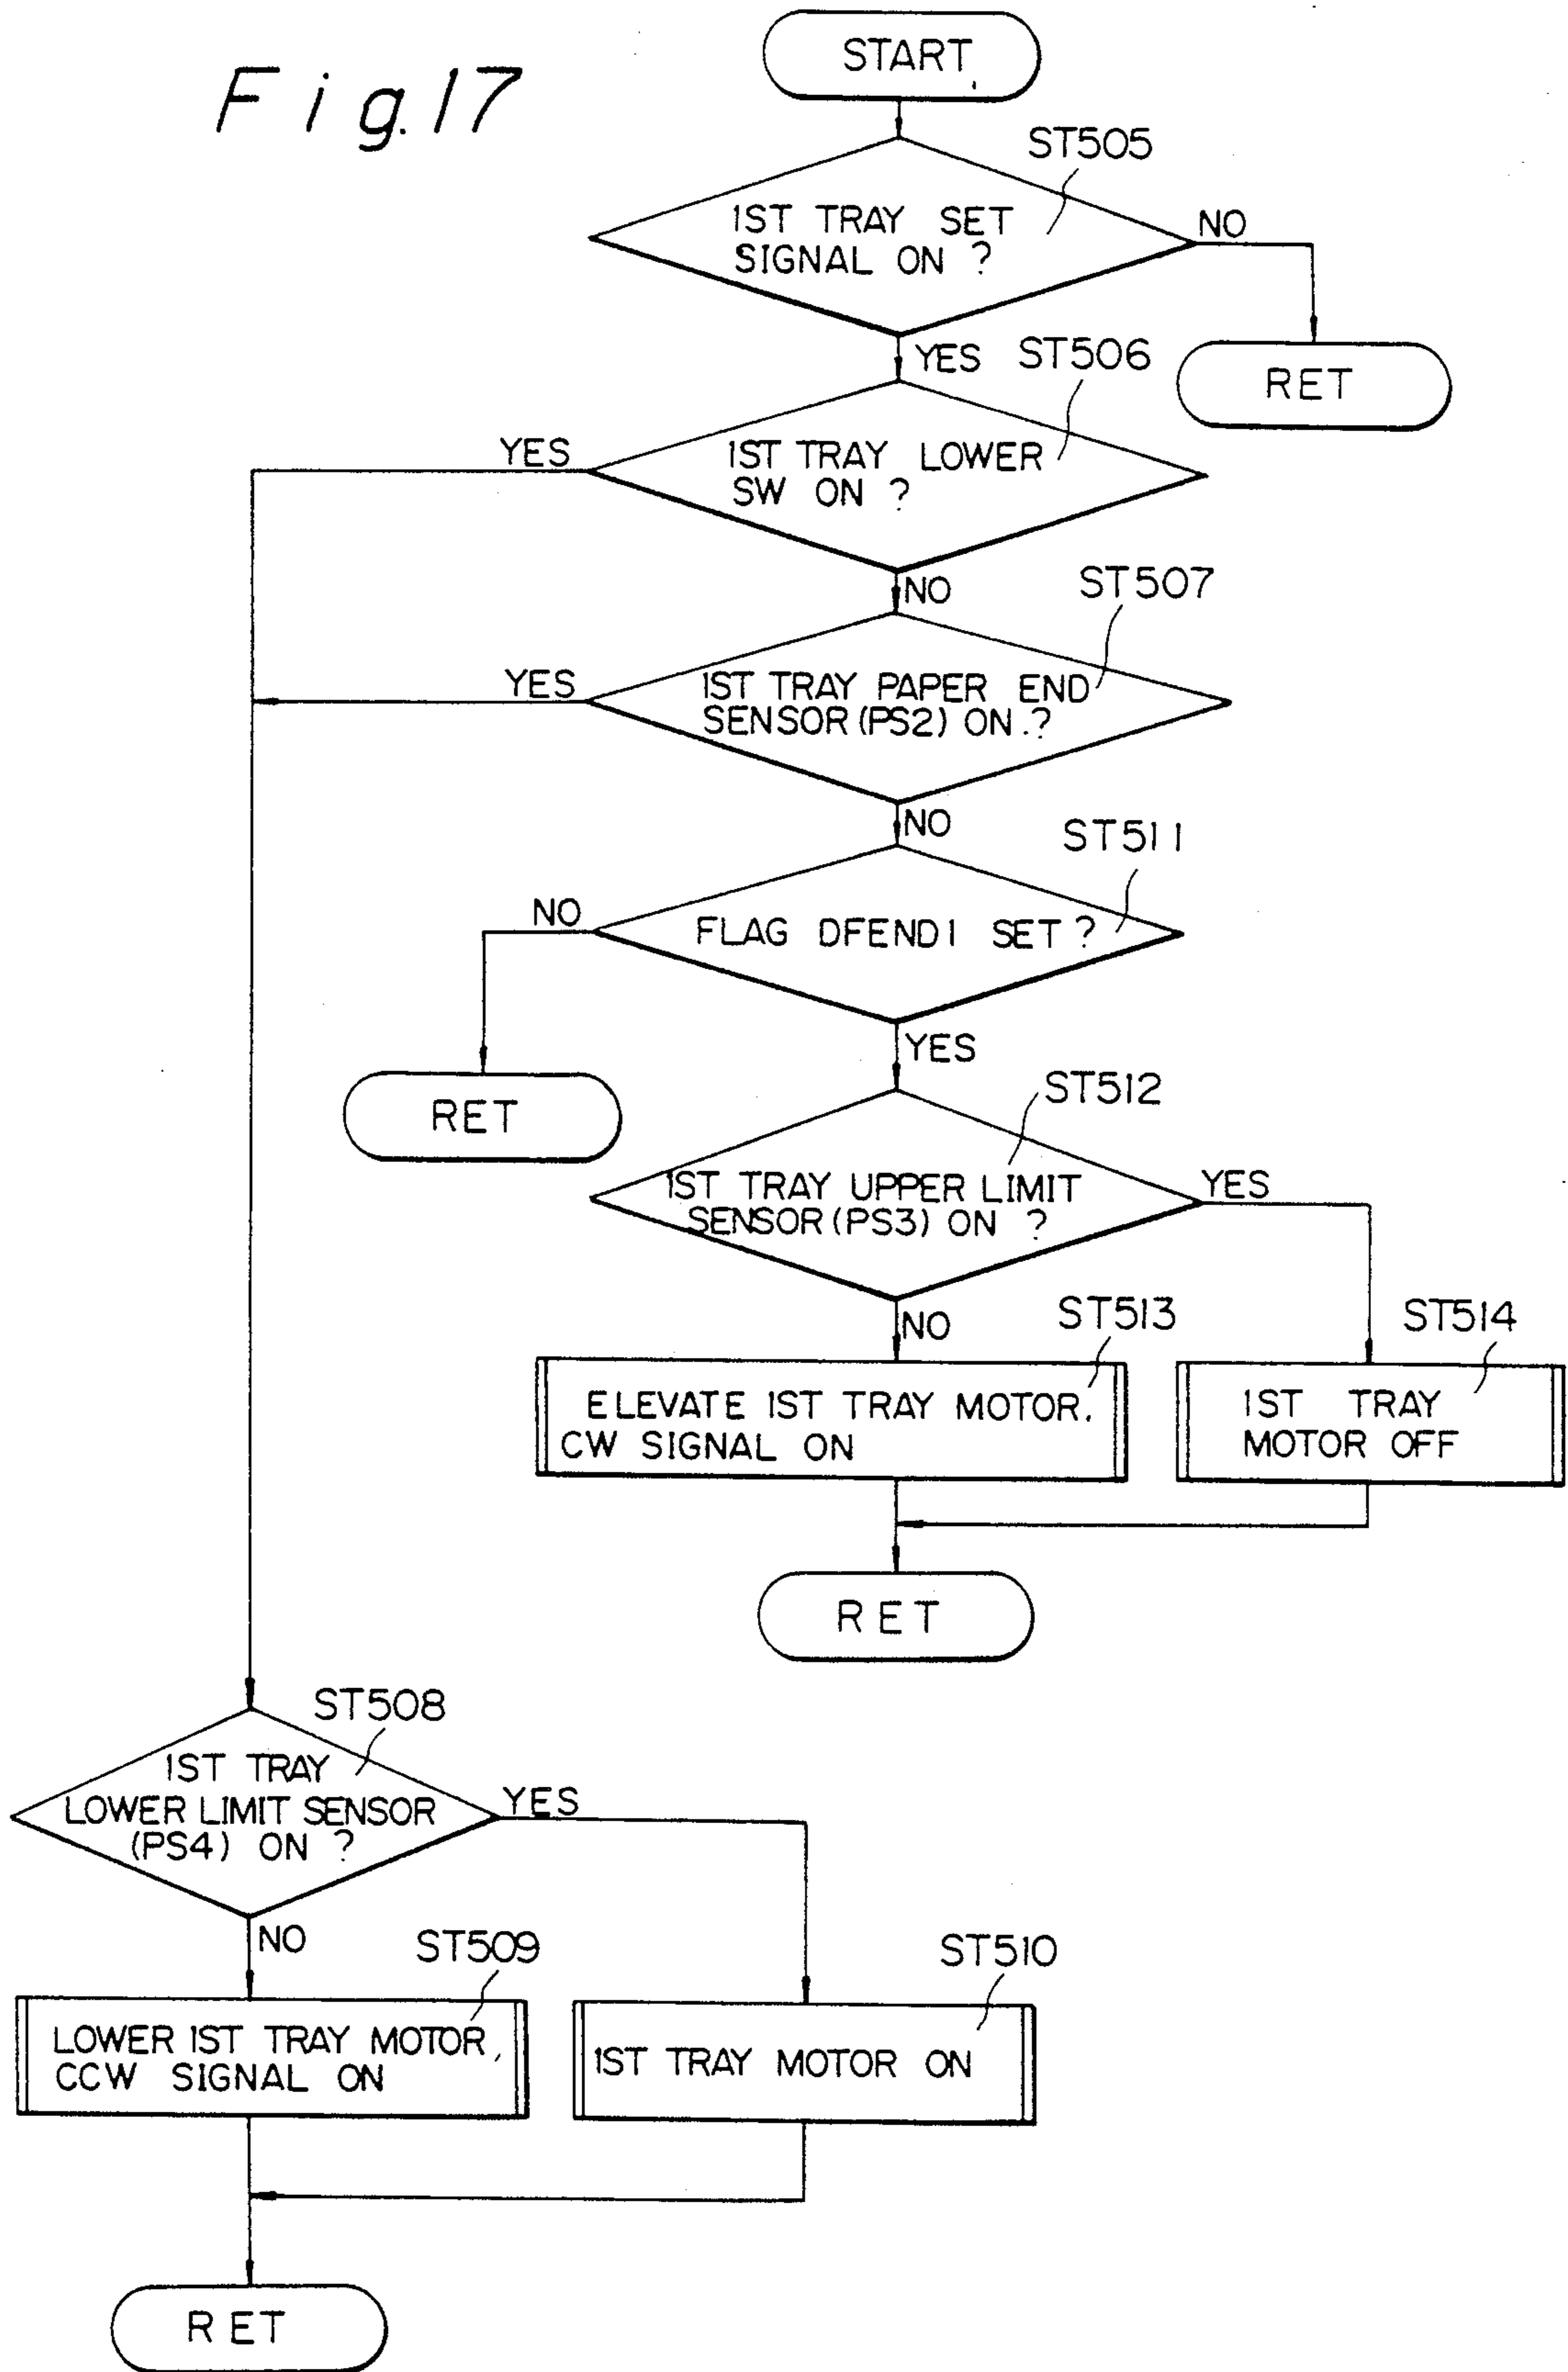 Fig.17
START
ST505
1ST TRAY SET
SIGNAL ON ?
NO
RET
YES
ST506
1ST TRAY LOWER
SW ON ?
YES
NO
ST507
1ST TRAY PAPER END
SENSOR (PS2) ON ?
YES
NO
ST511
FLAG DFEND1 SET ?
NO
RET
YES
ST512
1ST TRAY UPPER LIMIT
SENSOR (PS3) ON ?
YES
NO
ST513
ELEVATE 1ST TRAY MOTOR,
CW SIGNAL ON
ST514
1ST TRAY
MOTOR OFF
RET
ST508
1ST TRAY
LOWER LIMIT SENSOR
(PS4) ON ?
YES
NO
ST509
LOWER 1ST TRAY MOTOR,
CCW SIGNAL ON
ST510
1ST TRAY MOTOR ON
RET